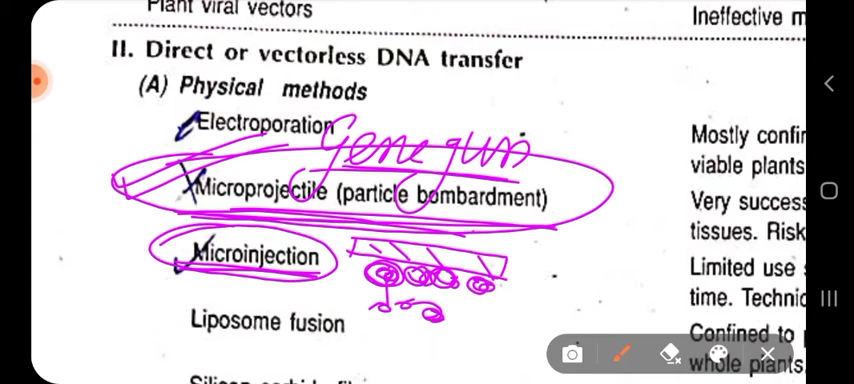 Plant viral vectors
Ineffective m
II. Direct or vectorless DNA transfer
(A) Physical methods
Electroporation
Gene gun
Mostly confir
viable plants
Microprojectile (particle bombardment)
Very success
tissues. Risk
Microinjection
Limited use
time. Technic
Liposome fusion
Confined to
whole plants.